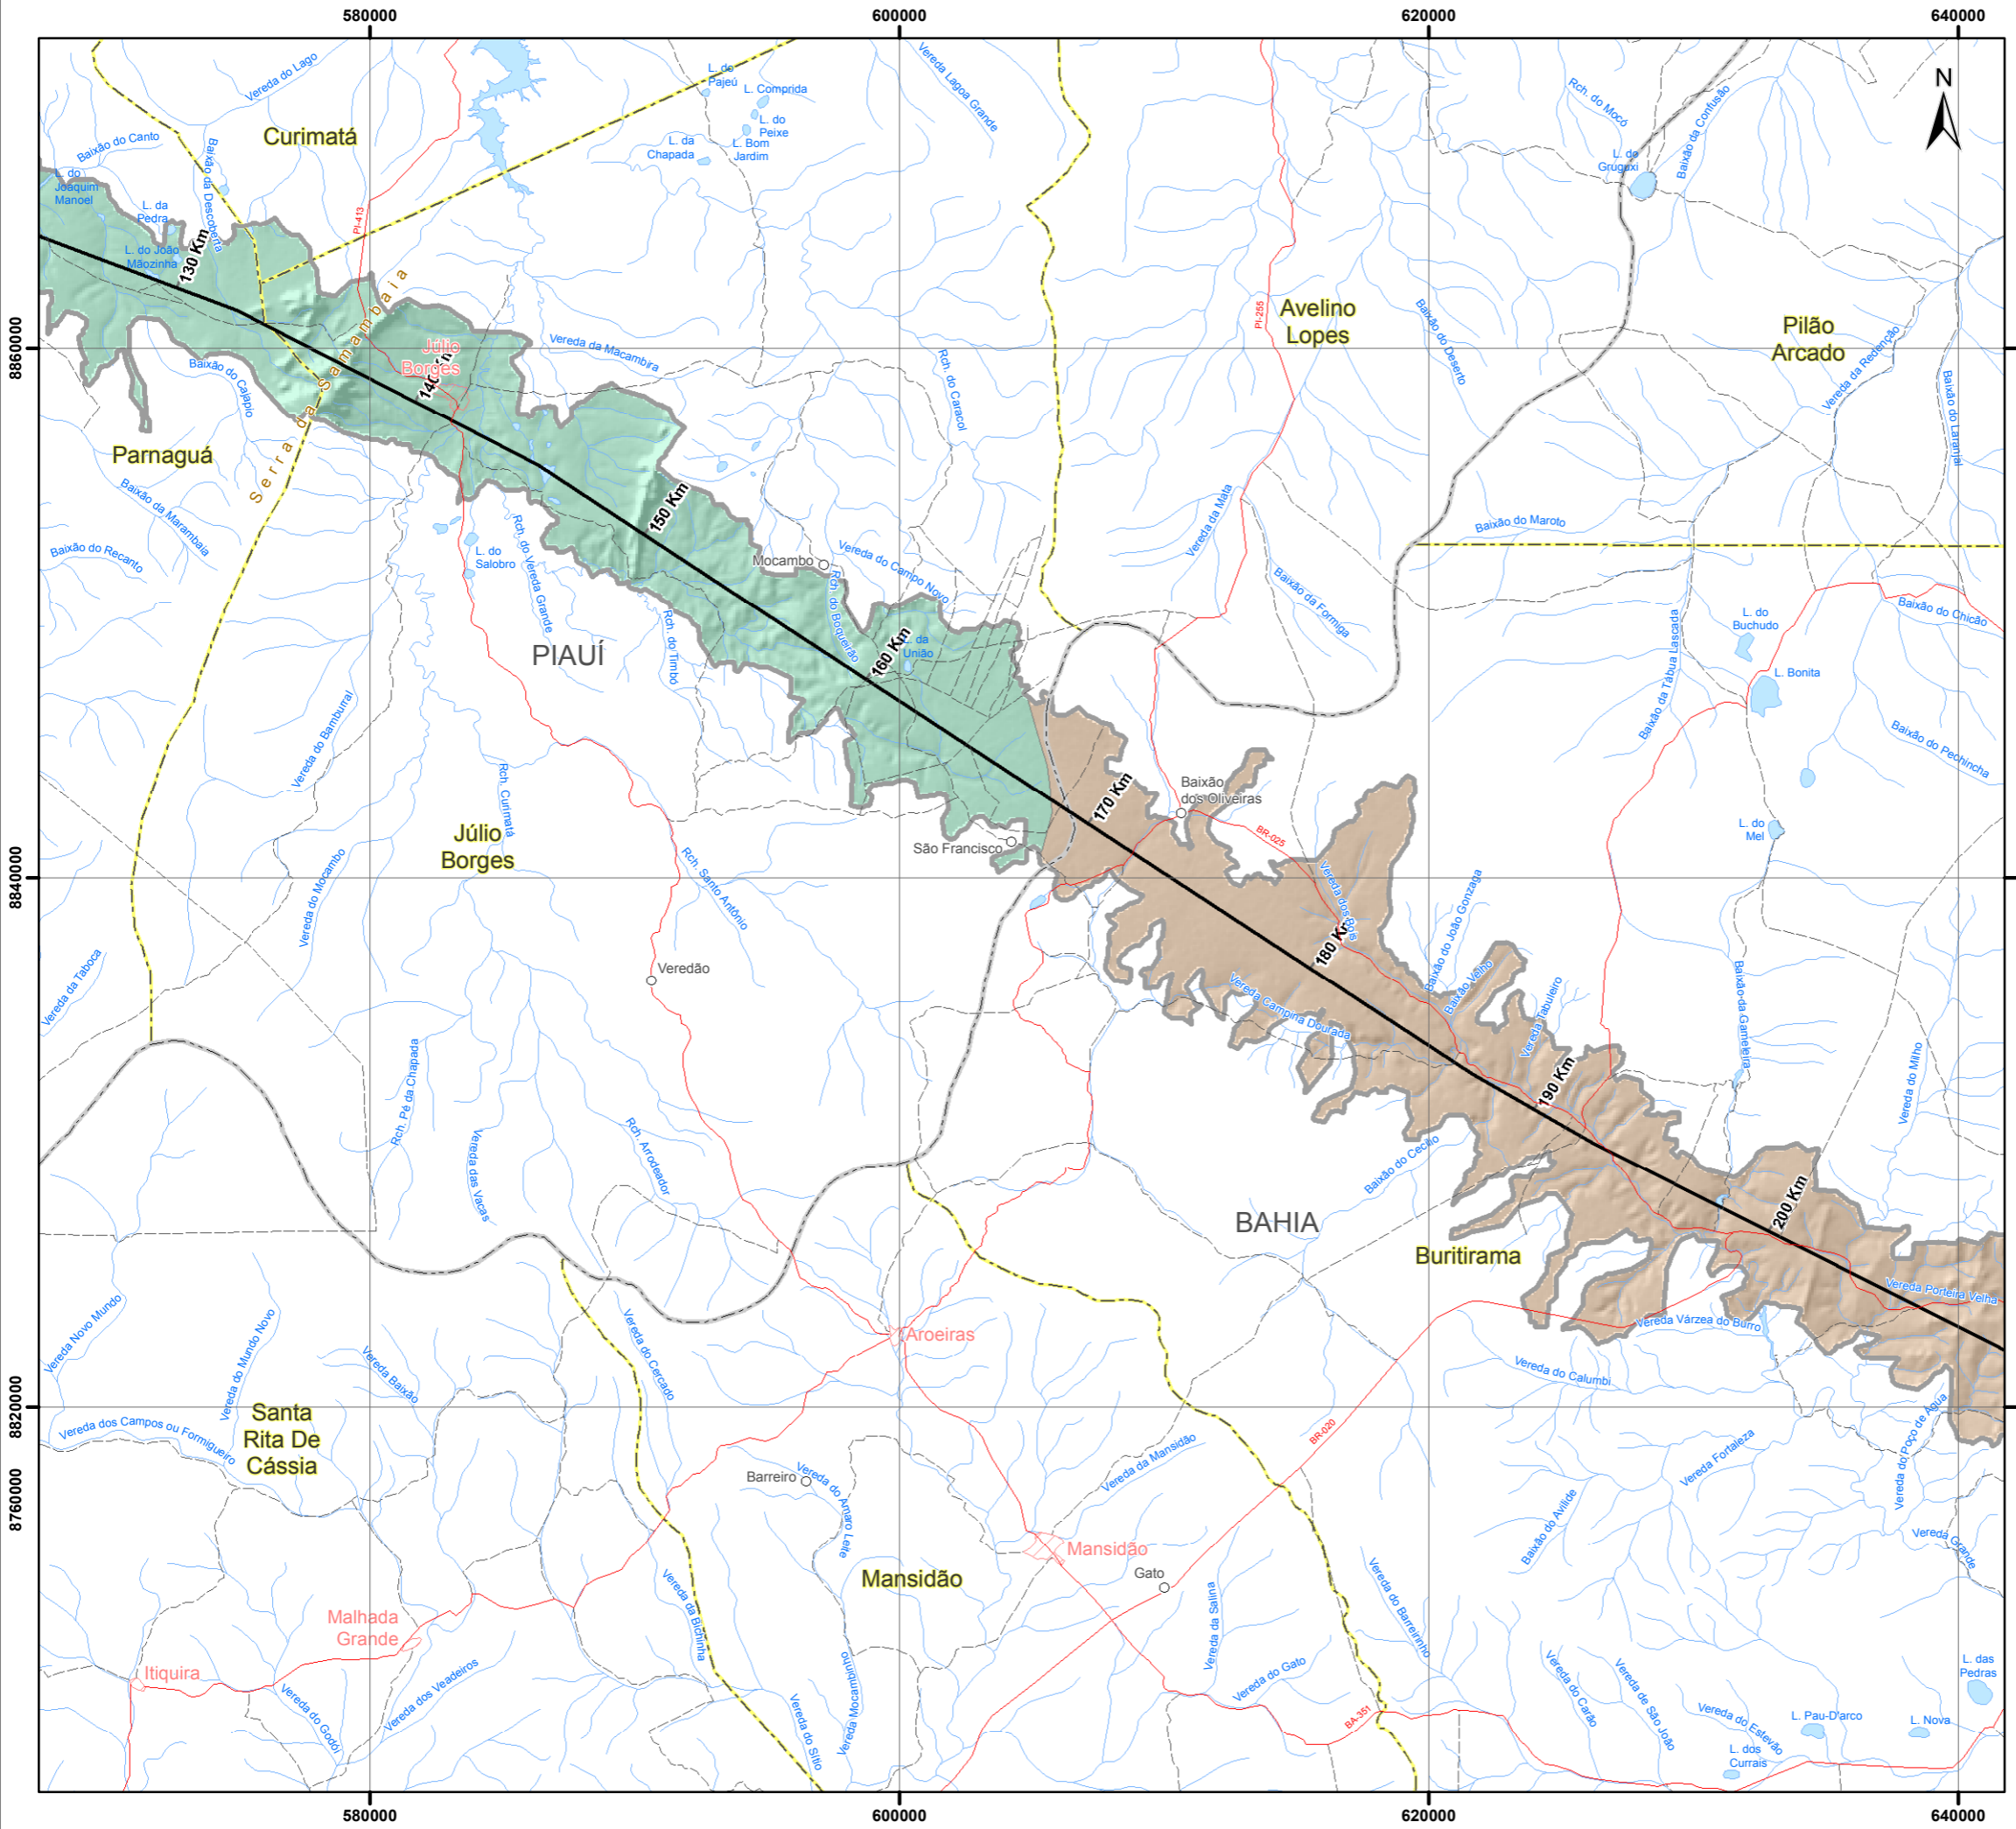 580000
600000
620000
640000
N
Vereda do Lago
Curimatá
Baixão do Canto
Baixão da Descoberta
L. do
Joaquim
Manoel
L. da
Pedra
L. do João
Mãozinha
130 Km
PI-413
L. do
Pajeú
L. Comprida
L. do
Peixe
L. Bom
Jardim
L. da
Chapada
Vereda Lagoa Grande
Rch. do Mocó
Baixão da Confusão
L. do
Gruguxi
Avelino
Lopes
PI-255
Pilão
Arcado
8860000
Serra da Samambaia
Júlio
Borges
Vereda da Macambira
Rch. do Caracol
Baixão do Deserto
Vereda da Redenção
Baixão do Laranjal
Baixão do Cajapió
Parnaguá
Baixão da Marambaia
Baixão do Recanto
L. do
Salobro
Rch. do Vereda Grande
150 Km
Mocambo
Vereda do Campo Novo
Rch. do Boqueirão
Rch. do Timbó
160 Km
L. da
União
Vereda da Mata
Baixão da Formiga
Baixão do Maroto
Baixão do Chicão
L. do
Buchudo
L. Bonita
Baixão da Tábua Lascada
Baixão do Pechincha
PIAUÍ
Vereda do Bamburral
Rch. Curimatá
Júlio
Borges
Vereda do Mocambo
Rch. Santo Antônio
São Francisco
170 Km
Baixão
dos Oliveiras
BR-025
L. do
Mel
8840000
Vereda da Taboca
Veredão
Vereda dos Bois
180 Km
Baixão do João Gonzaga
Baixão Velho
Vereda Tabuleiro
Vereda Campina Dourada
Baixão da Gameleira
Vereda do Milho
190 Km
Rch. Pé da Chapada
Vereda das Vacas
Rch. Arrodeador
Baixão do Cecílio
BAHIA
Buritirama
200 Km
Vereda Porteira Velha
Vereda Várzea do Burro
Vereda Novo Mundo
Vereda do Mundo Novo
Vereda Baixão
Vereda do Cercado
Aroeiras
Vereda do Calumbi
8820000
Santa
Rita De
Cássia
Vereda dos Campos ou Formigueiro
Barreiro
Vereda do Amaro Leite
Vereda da Mansidão
BR-020
Vereda Fortaleza
Vereda do Poço de Agua
8760000
Baixão do Avilide
Vereda Grande
Mansidão
Mansidão
Gato
Malhada
Grande
Itiquira
Vereda da Bichinha
Vereda da Salina
Vereda do Barreirinho
Vereda do Godói
Vereda dos Veadeiros
Vereda do Sítio
Vereda Mocambinho
Vereda do Gato
BA-351
Vereda do Carão
Vereda de São João
Vereda do Estevão
L. Pau-D'arco
L. Nova
L. das
Pedras
L. dos
Currais
580000
600000
620000
640000